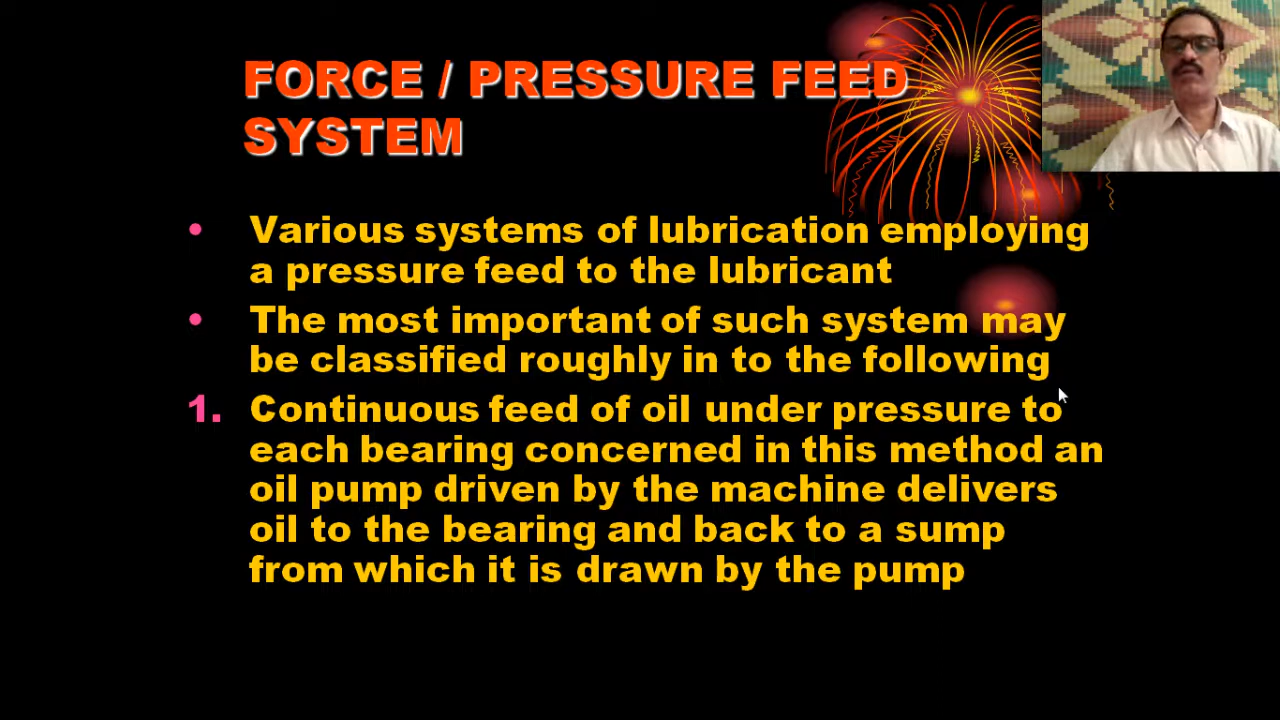 FORCE / PRESSURE FEED
SYSTEM
• Various systems of lubrication employing
a pressure feed to the lubricant
• The most important of such system may
be classified roughly in to the following
1. Continuous feed of oil under pressure to
each bearing concerned in this method an
oil pump driven by the machine delivers
oil to the bearing and back to a sump
from which it is drawn by the pump